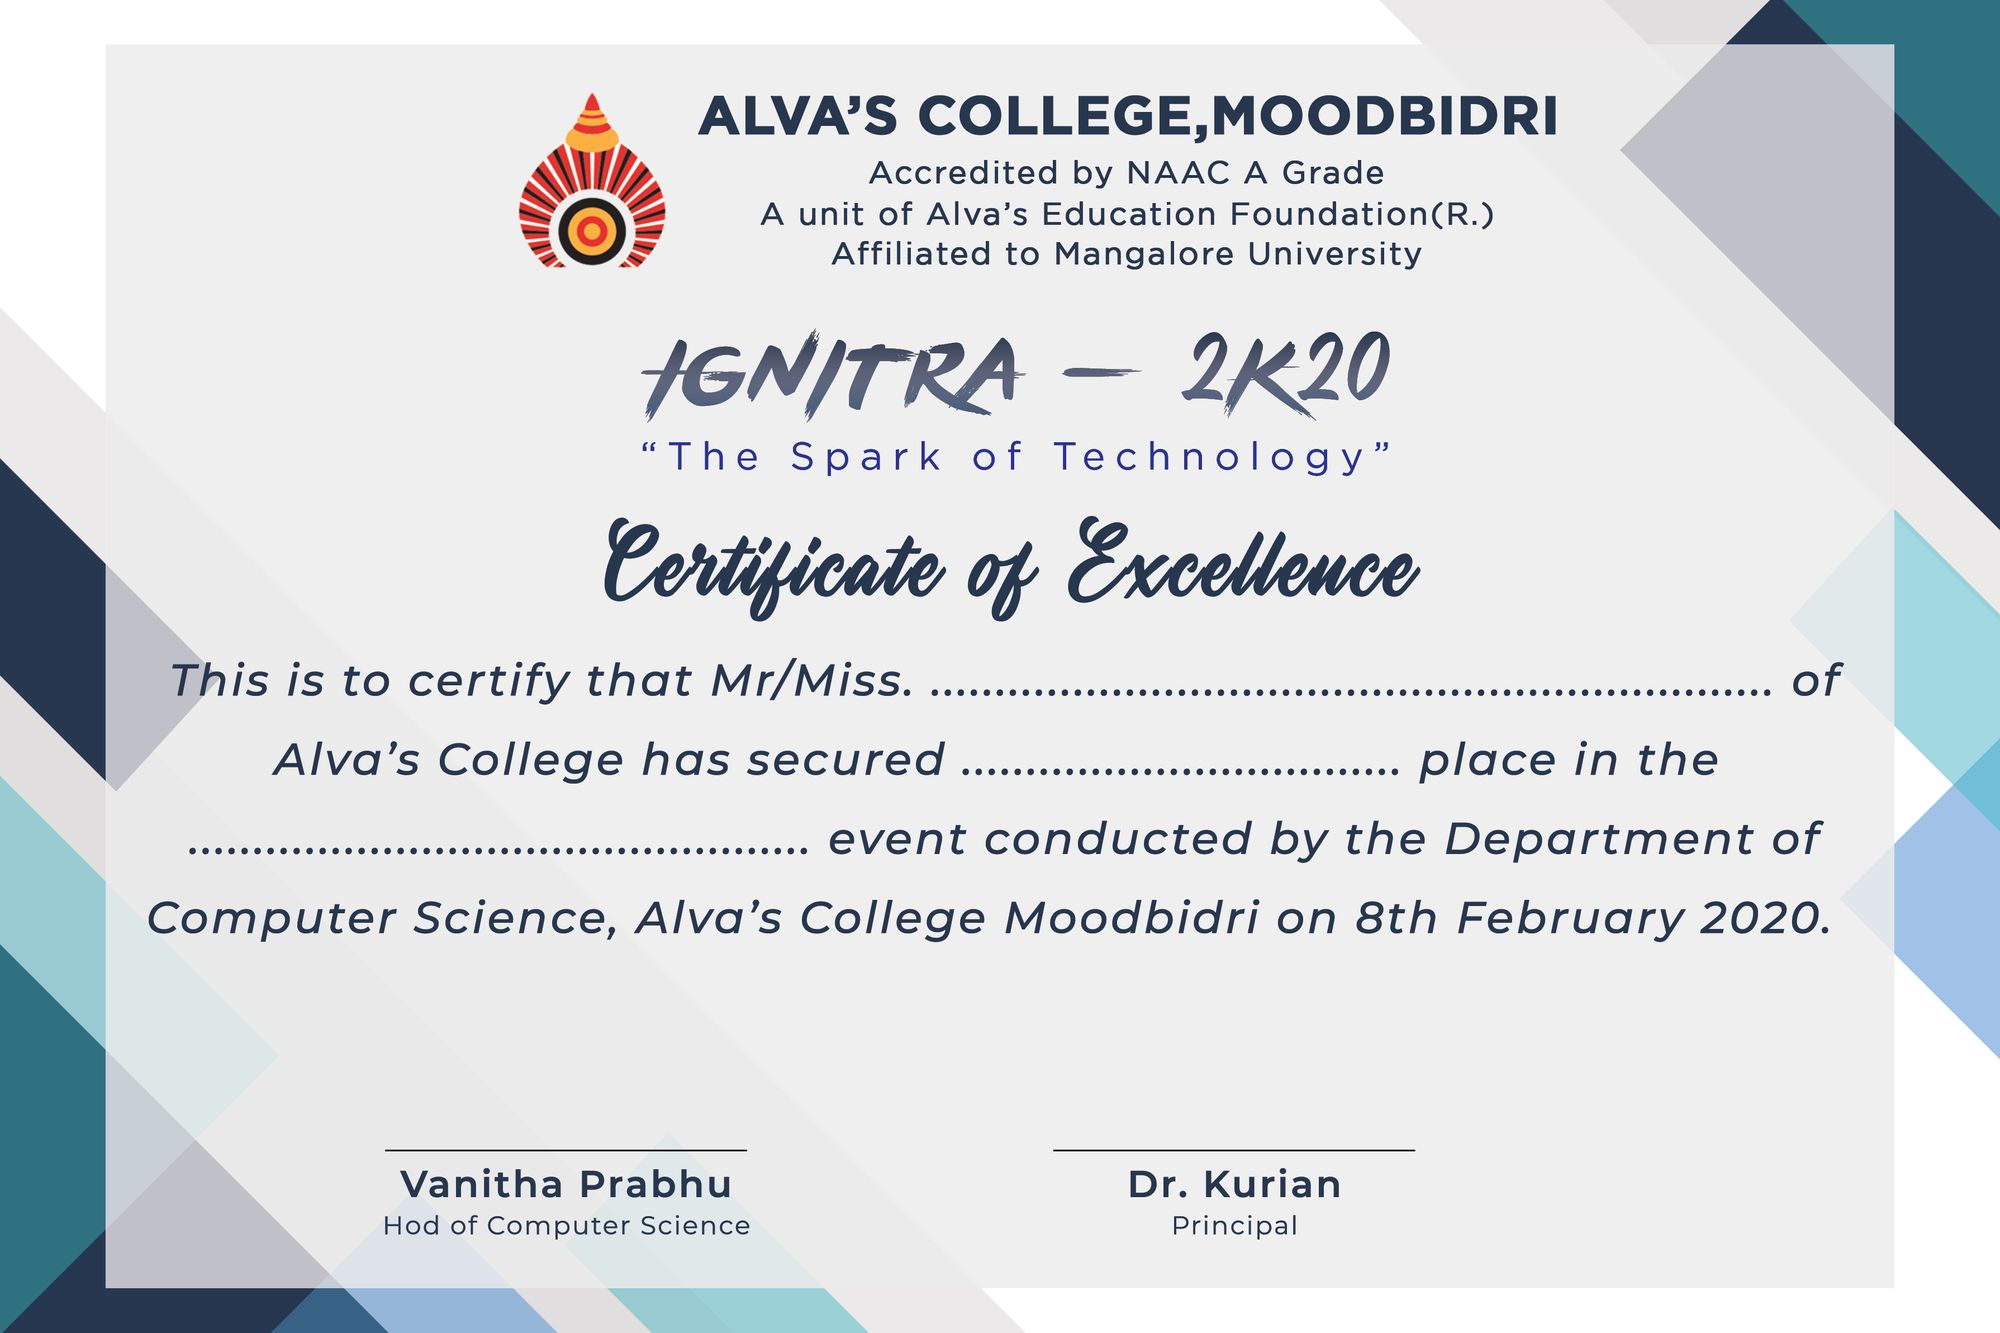 ALVA’S COLLEGE,MOODBIDRI
Accredited by NAAC A Grade
A unit of Alva’s Education Foundation(R.)
Affiliated to Mangalore University
IGNITRA – 2K20
“The Spark of Technology”
Certificate of Excellence
This is to certify that Mr/Miss. ................................................................. of
Alva’s College has secured .................................. place in the
................................................ event conducted by the Department of
Computer Science, Alva’s College Moodbidri on 8th February 2020.
Vanitha Prabhu
Hod of Computer Science
Dr. Kurian
Principal